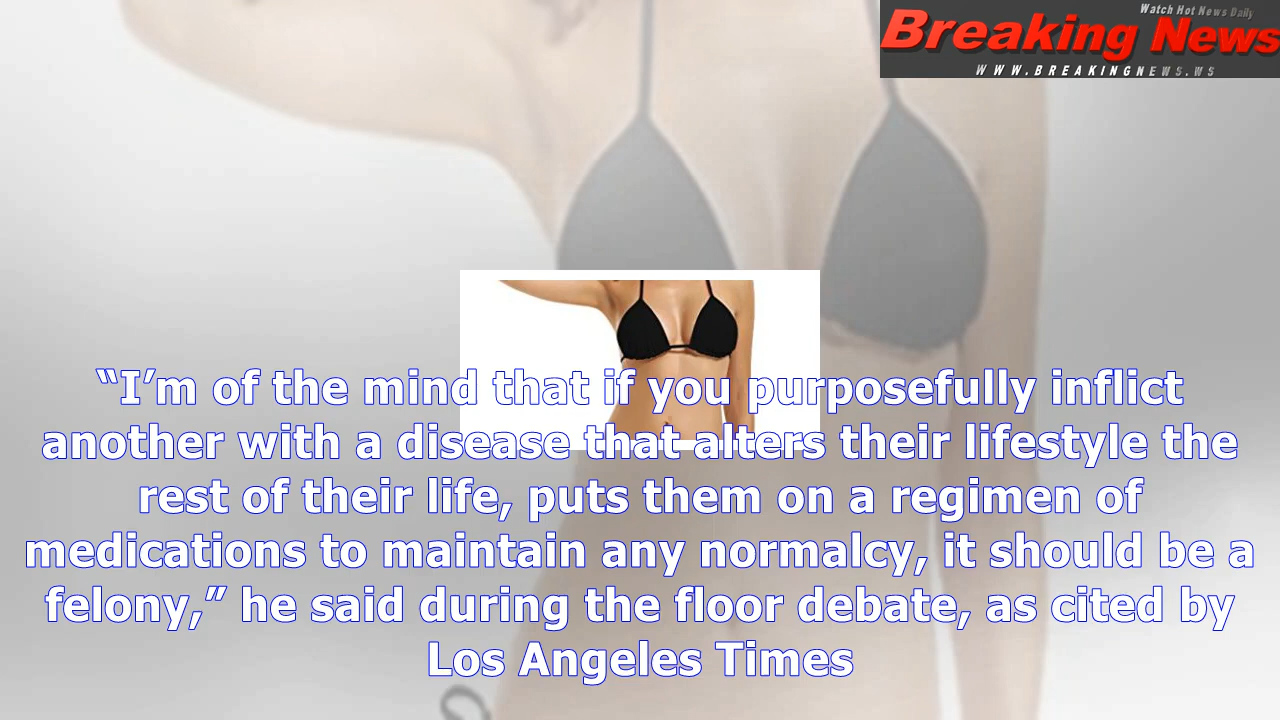 Watch Hot News Daily
Breaking News
WWW.BREAKINGNEWS.WS
“I’m of the mind that if you purposefully inflict
another with a disease that alters their lifestyle the
rest of their life, puts them on a regimen of
medications to maintain any normalcy, it should be a
felony,” he said during the floor debate, as cited by
Los Angeles Times